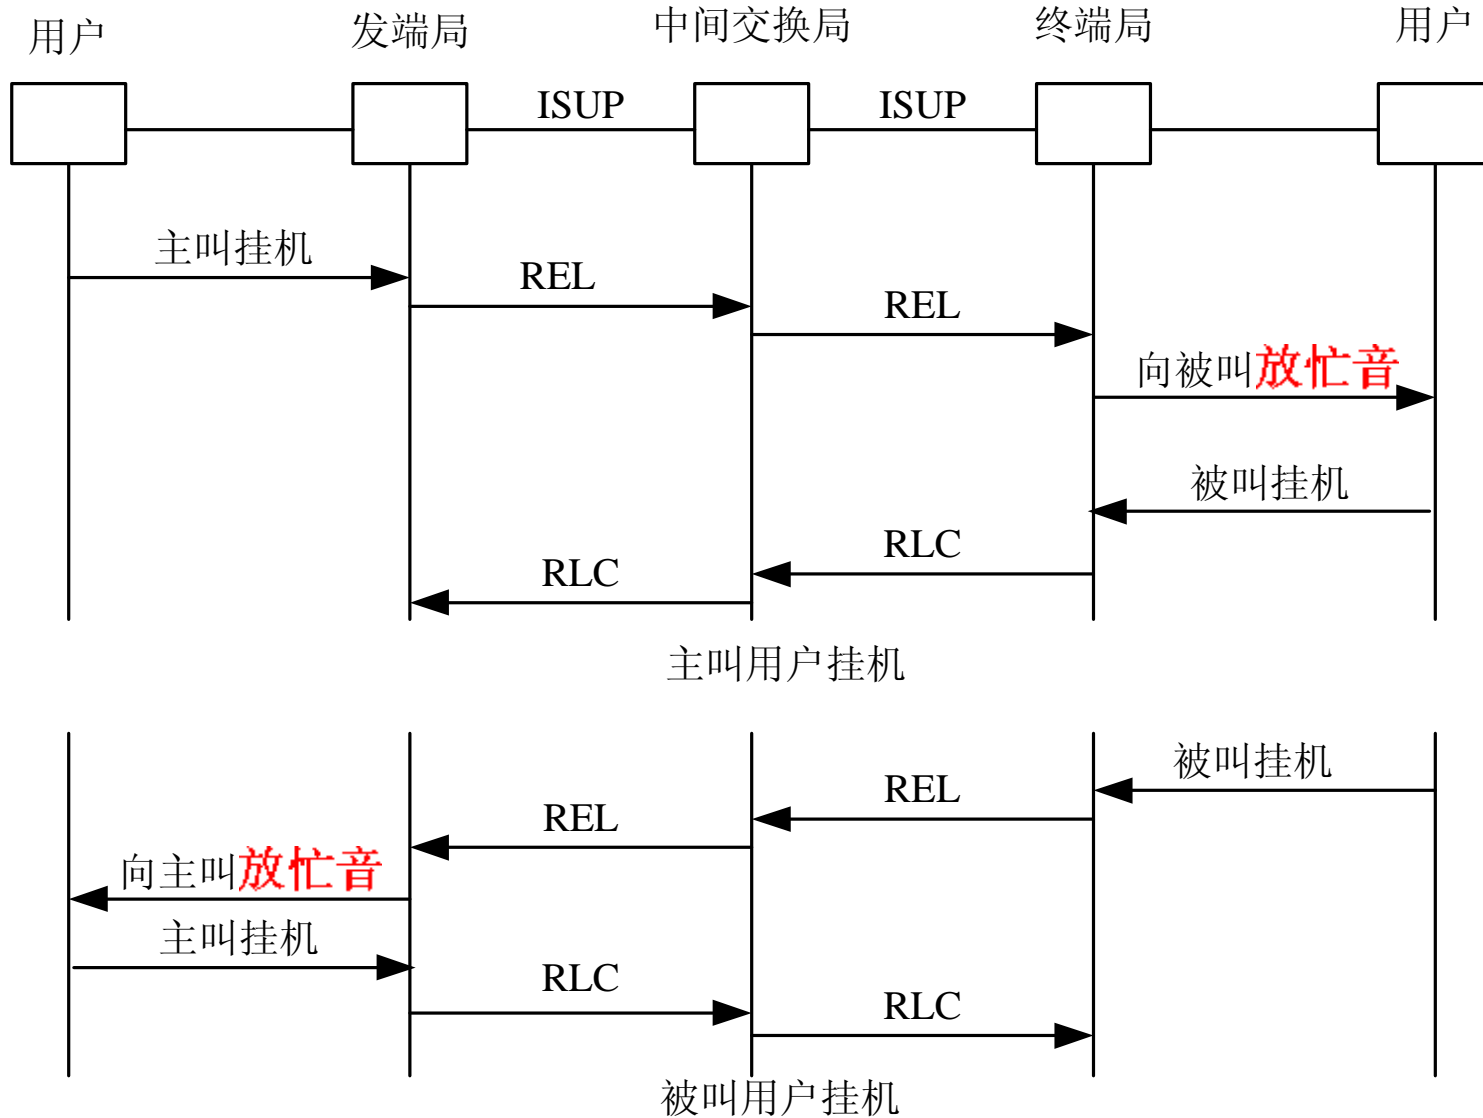 用户 发端局 中间交换局 终端局 用户
ISUP ISUP
主叫挂机
REL
REL
向被叫放忙音
被叫挂机
RLC
RLC
主叫用户挂机
被叫挂机
REL
REL
向主叫放忙音
主叫挂机
RLC
RLC
被叫用户挂机